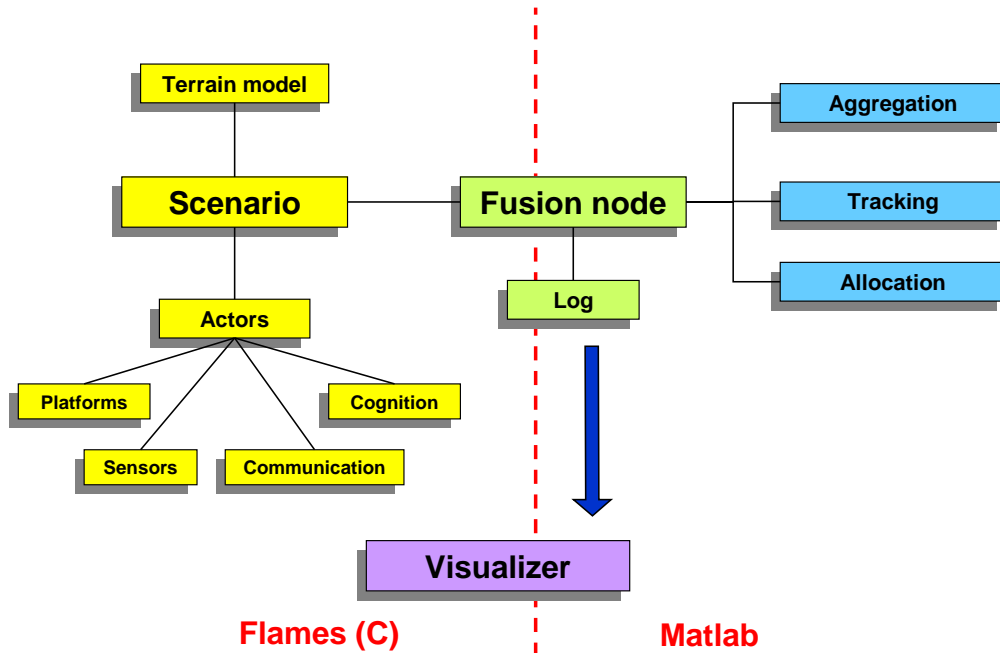 Terrain model
Aggregation
Scenario
Fusion node
Tracking
Allocation
Log
Actors
Platforms
Cognition
Sensors
Communication
Visualizer
Flames (C)
Matlab